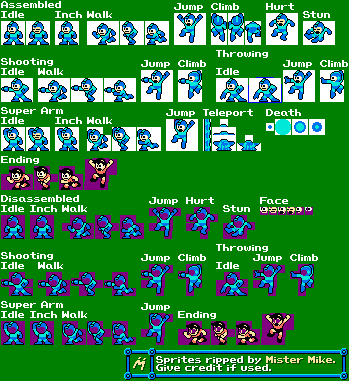 Assembled Jump Climb Hurt Stun
Idle Inch Walk
Throwing
Shooting Jump Climb Jump Climb
Idle Walk Idle
Super Arm Jump Teleport Death
Idle Inch Walk
Ending
Disassembled Jump Hurt Stun Face
Idle Inch Walk
Throwing
Shooting Jump Climb Jump Climb
Idle Walk Idle
Super Arm Jump Ending
Idle Inch Walk
Sprites ripped by Mister Mike.
Give credit if used.